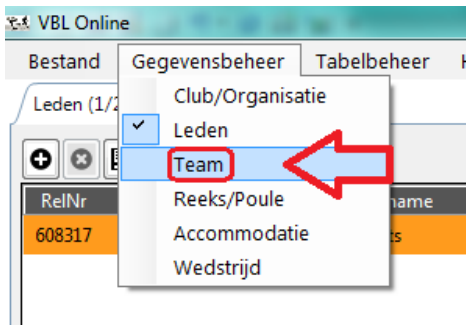 VBL Online
Bestand Gegevensbeheer Tabelbeheer
Leden (1/2
Club/Organisatie
Leden
Team
Reeks/Poule
Accommodatie
Wedstrijd
RelNr name
608317 ts